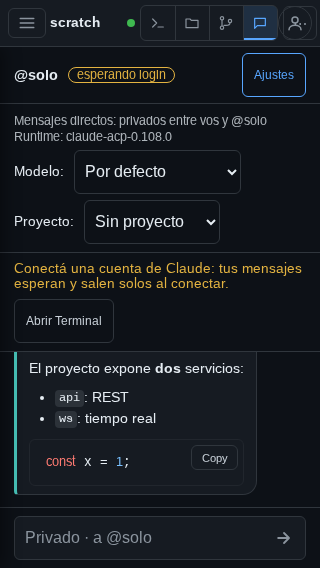 scratch
@solo esperando login Ajustes
Mensajes directos: privados entre vos y @solo
Runtime: claude-acp-0.108.0
Modelo: Por defecto
Proyecto: Sin proyecto
Conectá una cuenta de Claude: tus mensajes
esperan y salen solos al conectar.
Abrir Terminal
El proyecto expone dos servicios:
• api: REST
• ws: tiempo real
const x = 1; Copy
Privado · a @solo